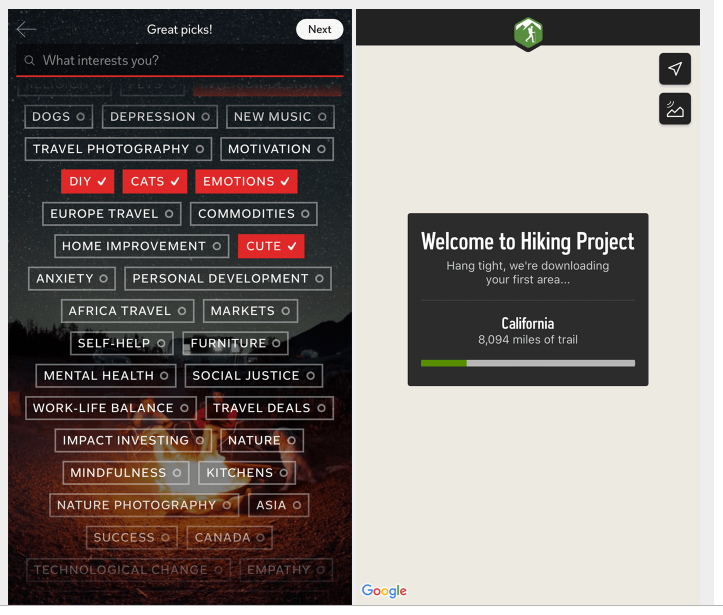 Great picks!
Next
What interests you?
DOGS DEPRESSION NEW MUSIC
TRAVEL PHOTOGRAPHY MOTIVATION
DIY CATS EMOTIONS
EUROPE TRAVEL COMMODITIES
HOME IMPROVEMENT CUTE
ANXIETY PERSONAL DEVELOPMENT
AFRICA TRAVEL MARKETS
SELF-HELP FURNITURE
MENTAL HEALTH SOCIAL JUSTICE
WORK-LIFE BALANCE TRAVEL DEALS
IMPACT INVESTING NATURE
MINDFULNESS KITCHENS
NATURE PHOTOGRAPHY ASIA
SUCCESS CANADA
TECHNOLOGICAL CHANGE EMPATHY
Welcome to Hiking Project
Hang tight, we're downloading
your first area...
California
8,094 miles of trail
Google